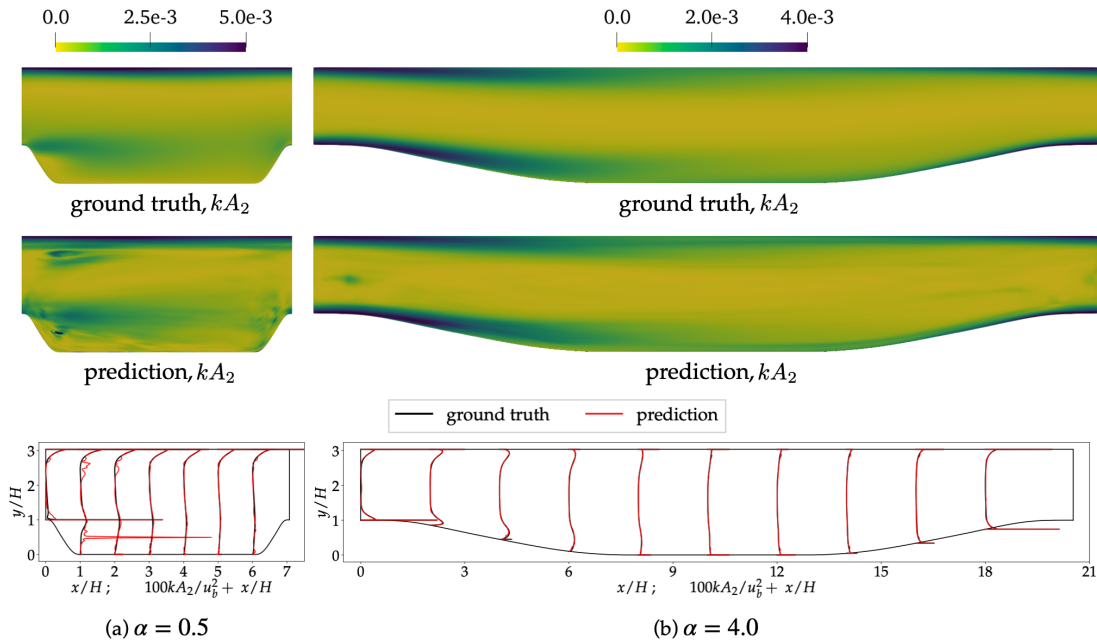 0.0 2.5e-3 5.0e-3
0.0 2.0e-3 4.0e-3
ground truth, kA₂
ground truth, kA₂
prediction, kA₂
prediction, kA₂
ground truth prediction
3
2
1
0
y/H
0 1 2 3 4 5 6 7
x/H ; 100kA₂/u_b² + x/H
3
2
1
0
y/H
0 3 6 9 12 15 18 21
x/H ; 100kA₂/u_b² + x/H
(a) α = 0.5
(b) α = 4.0